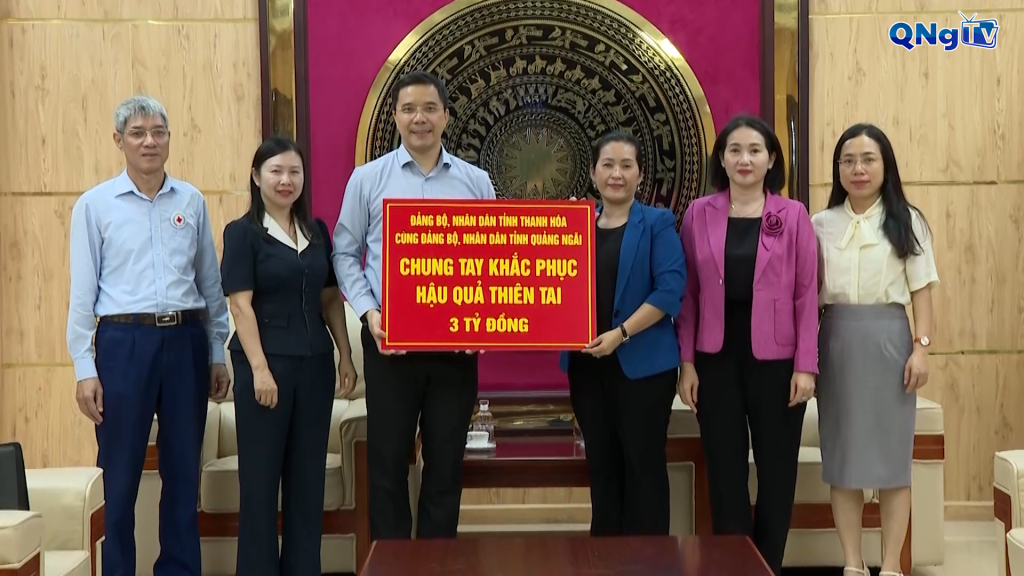 QNgTV
ĐẢNG BỘ, NHÂN DÂN TỈNH THANH HÓA
CÙNG ĐẢNG BỘ, NHÂN DÂN TỈNH QUẢNG NGÃI
CHUNG TAY KHẮC PHỤC
HẬU QUẢ THIÊN TAI
3 TỶ ĐỒNG